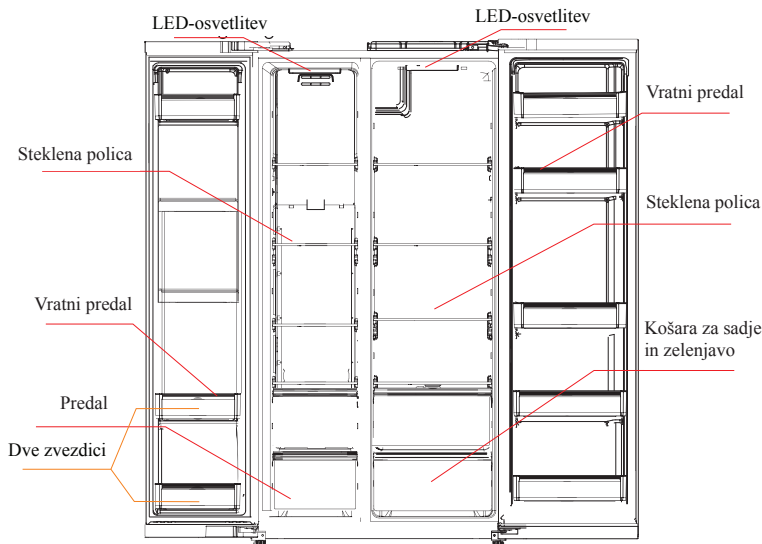 LED-osvetlitev
LED-osvetlitev
Vratni predal
Steklena polica
Steklena polica
Vratni predal
Košara za sadje
in zelenjavo
Predal
Dve zvezdici